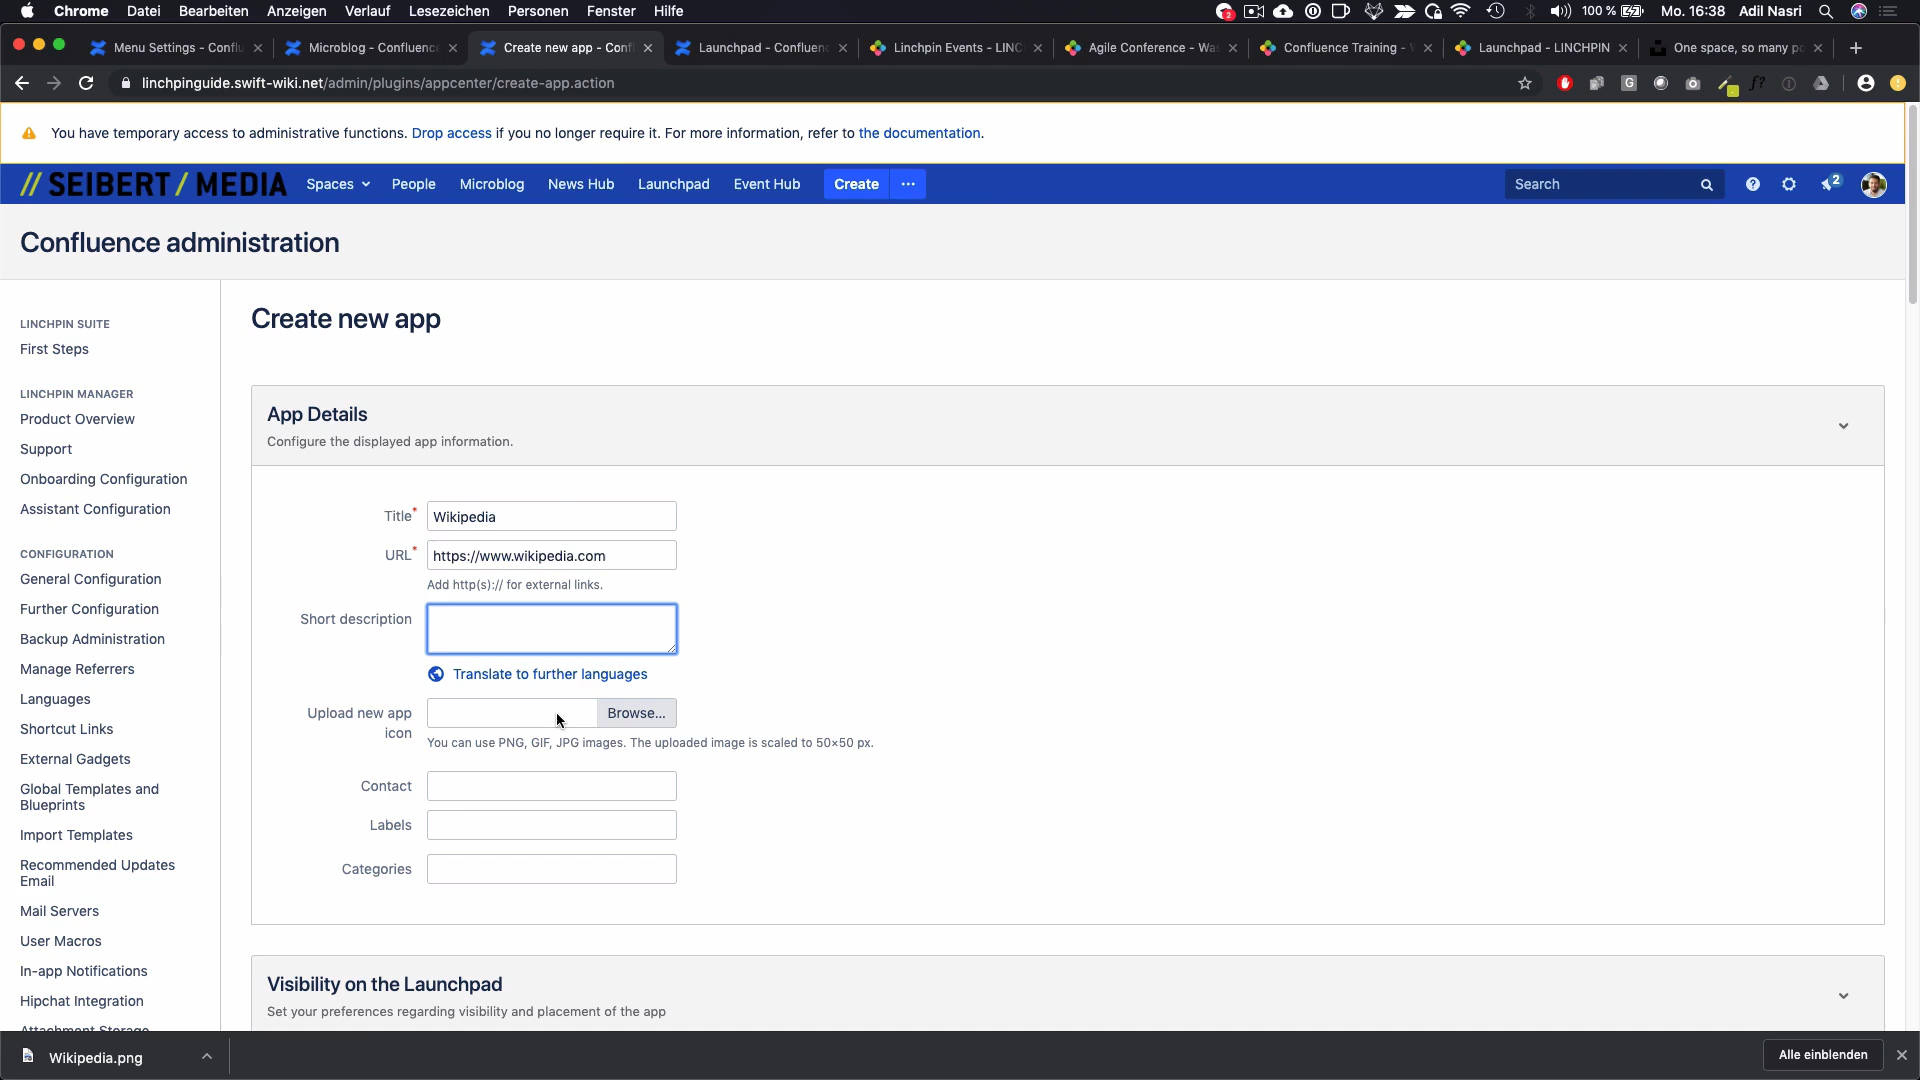 Chrome Datei Bearbeiten Anzeigen Verlauf Lesezeichen Personen Fenster Hilfe 2 100 % Mo. 16:38 Adil Nasri
Menu Settings - Conflu Microblog - Confluence Create new app - Confl Launchpad - Confluenc Linchpin Events - LINC Agile Conference - Was Confluence Training - Launchpad - LINCHPIN One space, so many po
linchpinguide.swift-wiki.net/admin/plugins/appcenter/create-app.action
You have temporary access to administrative functions. Drop access if you no longer require it. For more information, refer to the documentation.
// SEIBERT / MEDIA Spaces People Microblog News Hub Launchpad Event Hub Create ... Search 2
Confluence administration
LINCHPIN SUITE
First Steps
LINCHPIN MANAGER
Product Overview
Support
Onboarding Configuration
Assistant Configuration
CONFIGURATION
General Configuration
Further Configuration
Backup Administration
Manage Referrers
Languages
Shortcut Links
External Gadgets
Global Templates and
Blueprints
Import Templates
Recommended Updates
Email
Mail Servers
User Macros
In-app Notifications
Hipchat Integration
Attachment Storage
Create new app
App Details
Configure the displayed app information.
Title* Wikipedia
URL* https://www.wikipedia.com
Add http(s):// for external links.
Short description
Translate to further languages
Upload new app
icon
Browse...
You can use PNG, GIF, JPG images. The uploaded image is scaled to 50×50 px.
Contact
Labels
Categories
Visibility on the Launchpad
Set your preferences regarding visibility and placement of the app
Wikipedia.png Alle einblenden